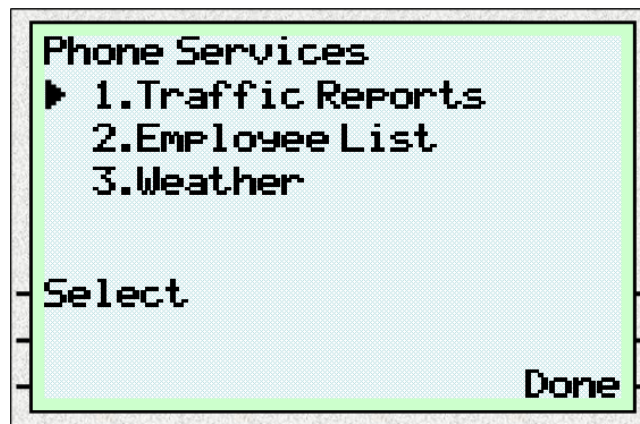 Phone Services
1.Traffic Reports
2.Employee List
3.Weather
Select
Done